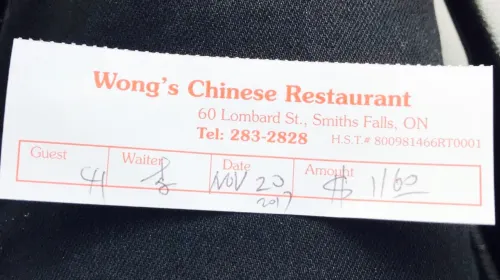 Wong's Chinese Restaurant
60 Lombard St., Smiths Falls, ON
Tel: 283-2828 H.S.T.# 800981466RT0001
Guest Waiter Date Amount
NOV 20 $ 11 60
2017